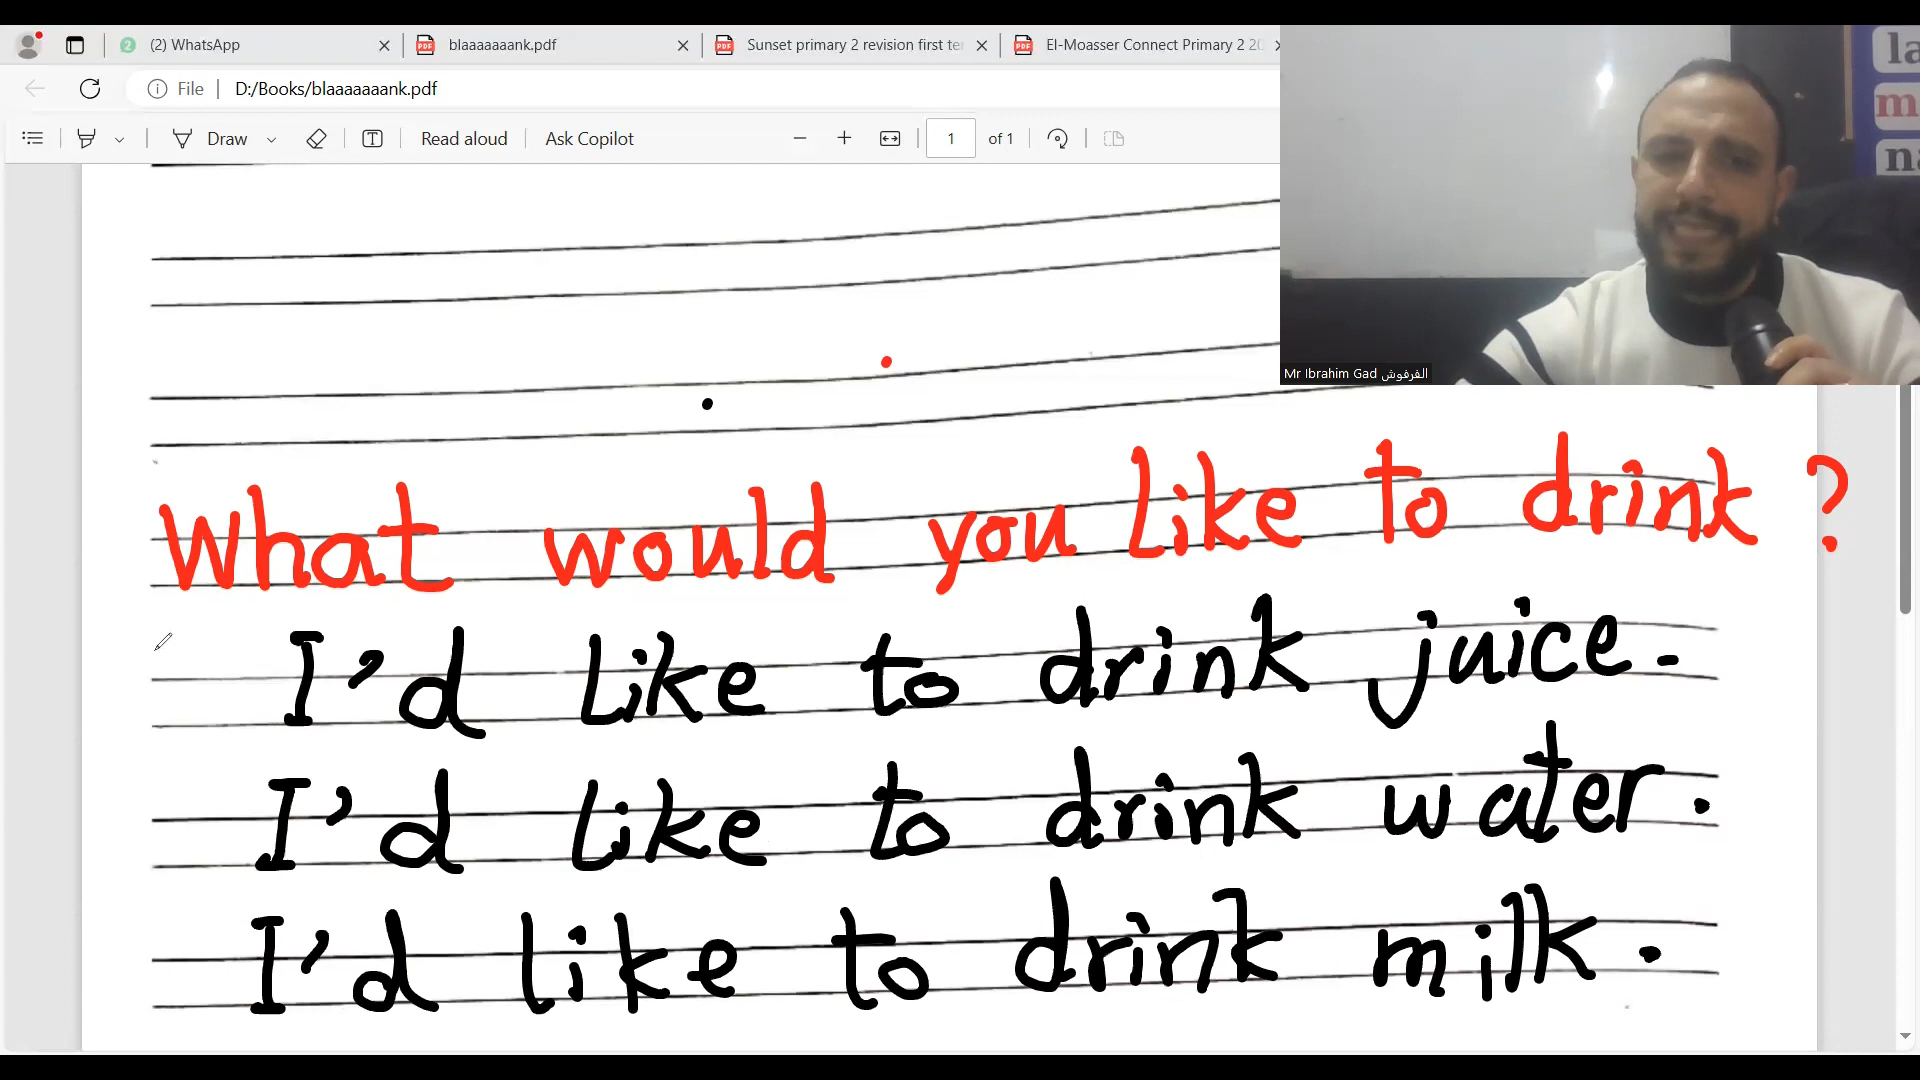 (2) WhatsApp
blaaaaaaank.pdf
Sunset primary 2 revision first te
El-Moasser Connect Primary 2 20
File
D:/Books/blaaaaaaank.pdf
Draw
Read aloud
Ask Copilot
1 of 1
la
m
na
Mr Ibrahim Gad الفرفوش
What would you like to drink ?
I'd like to drink juice.
I'd like to drink water.
I'd like to drink milk.